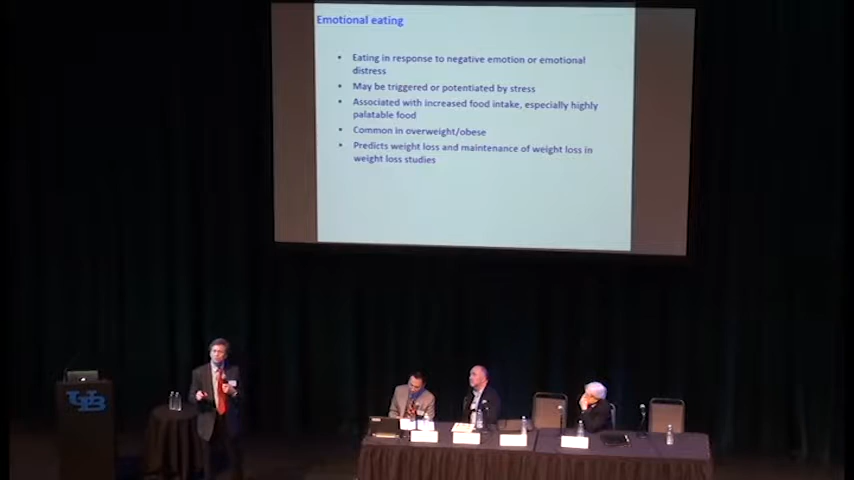 Emotional eating
• Eating in response to negative emotion or emotional
distress
• May be triggered or potentiated by stress
• Associated with increased food intake, especially highly
palatable food
• Common in overweight/obese
• Predicts weight loss and maintenance of weight loss in
weight loss studies
UB